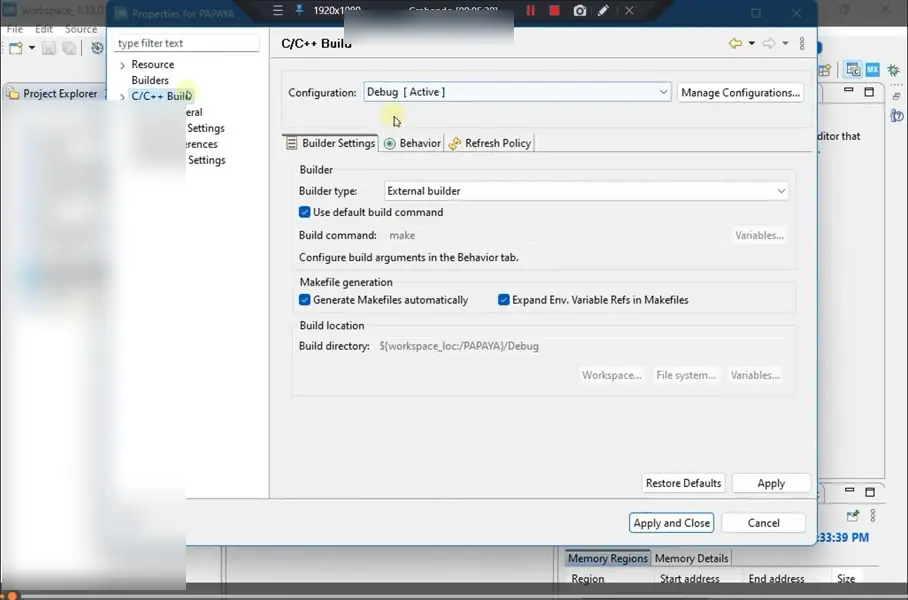 workspace_1.13.0
Properties for PAPAYA
1920x1080
File Edit Source
type filter text
C/C++ Build
Resource
Builders
C/C++ Build
Settings
Settings
Project Explorer
Configuration: Debug [ Active ]
Manage Configurations...
Builder Settings
Behavior
Refresh Policy
Builder
Builder type: External builder
Use default build command
Build command: make
Variables...
Configure build arguments in the Behavior tab.
Makefile generation
Generate Makefiles automatically
Expand Env. Variable Refs in Makefiles
Build location
Build directory: ${workspace_loc:/PAPAYA}/Debug
Workspace...
File system...
Variables...
Restore Defaults
Apply
Apply and Close
Cancel
MX
ditor that
:33:39 PM
Memory Regions
Memory Details
Region
Start address
End address
Size